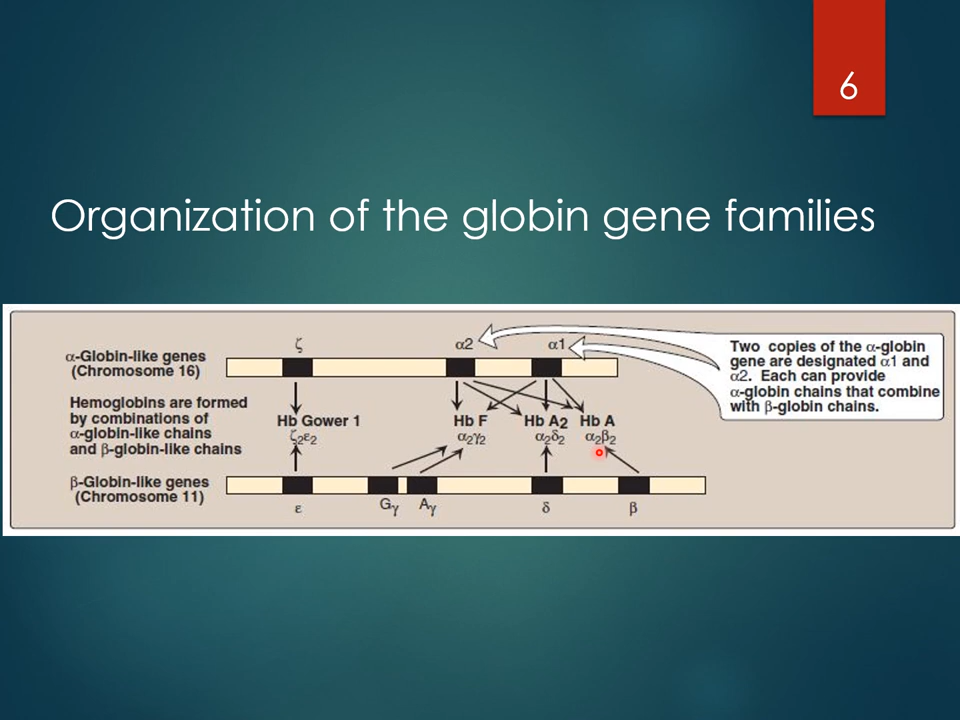 6
Organization of the globin gene families
ζ
α2
α1
α-Globin-like genes
(Chromosome 16)
Two copies of the α-globin
gene are designated α1 and
α2. Each can provide
α-globin chains that combine
with β-globin chains.
Hemoglobins are formed
by combinations of
α-globin-like chains
and β-globin-like chains
Hb Gower 1
ζ₂ε₂
Hb F
α₂γ₂
Hb A₂
α₂δ₂
Hb A
α₂β₂
β-Globin-like genes
(Chromosome 11)
ε
Gγ
Aγ
δ
β